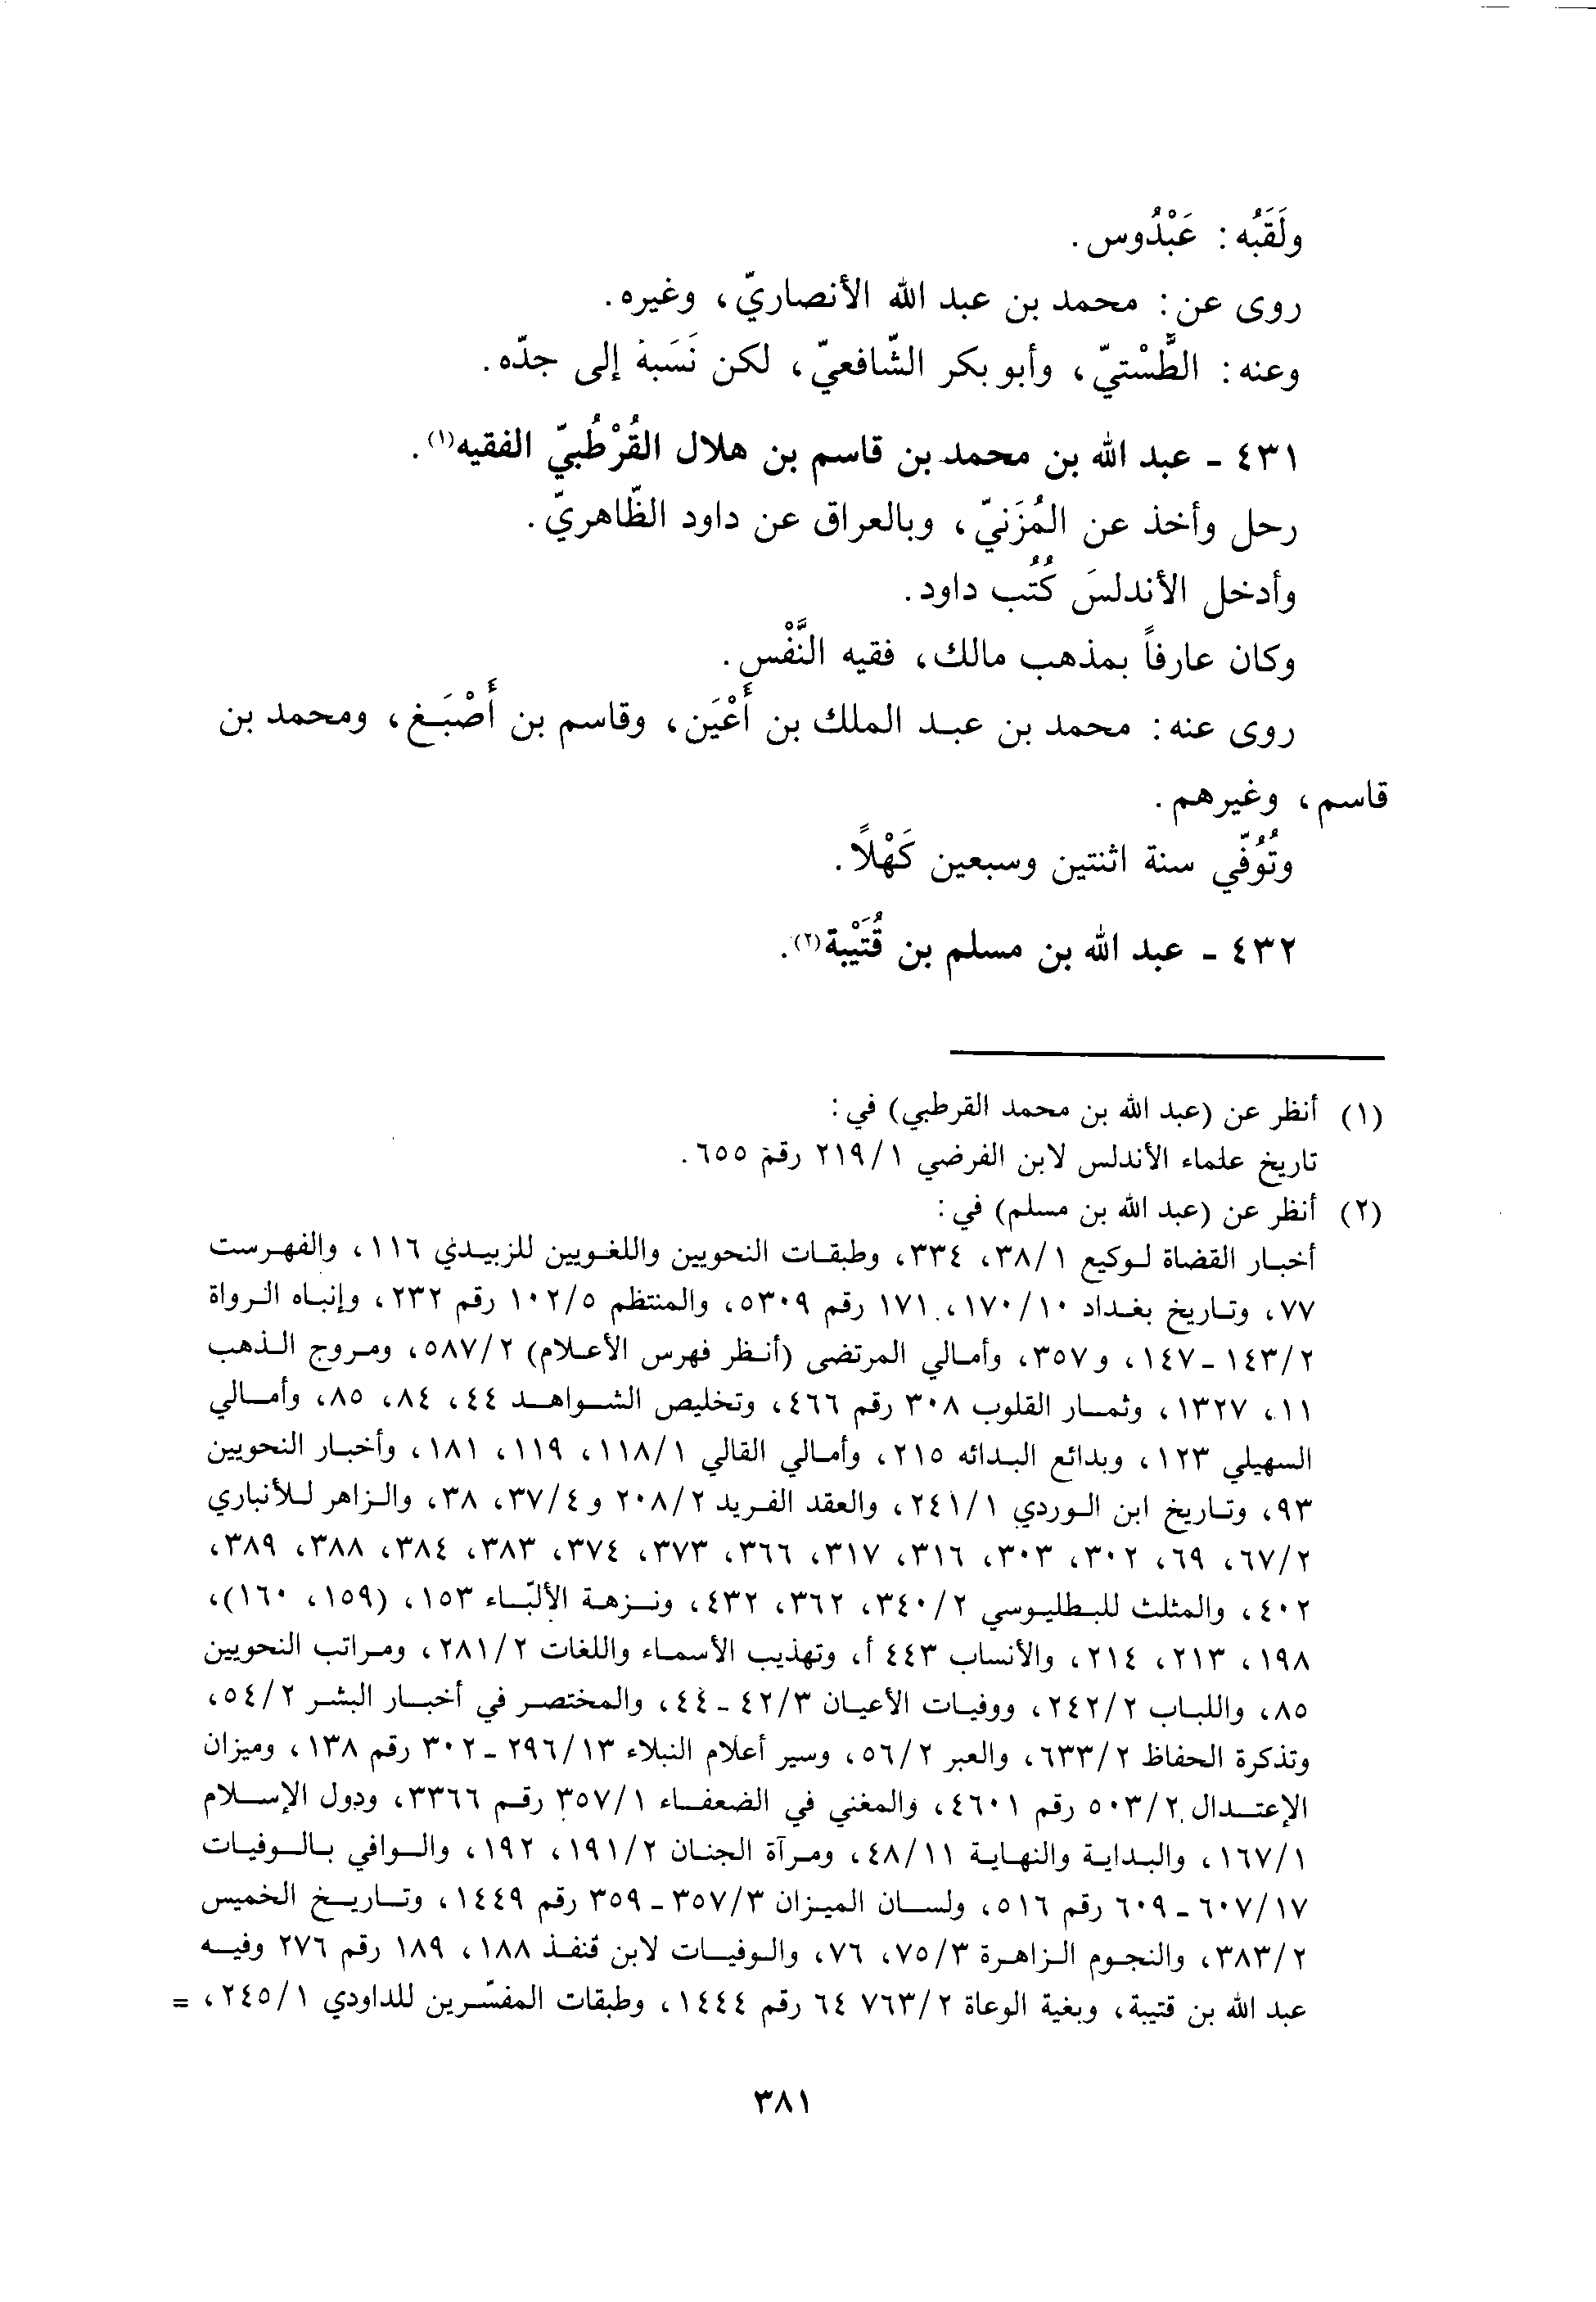 ولَقَبُه: عَبْدُوس.
روى عن: محمد بن عبد الله الأنصاريّ، وغيره.
وعنه: الطَّسْتيّ، وأبو بكر الشّافعيّ، لكن نَسَبَهُ إلى جدّه.
٤٣١ - عبد الله بن محمد بن قاسم بن هلال القُرْطُبيّ الفقيه(١).
رحل وأخذ عن المُزَنيّ، وبالعراق عن داود الظّاهريّ.
وأدخل الأندلسَ كُتُب داود.
وكان عارفاً بمذهب مالك، فقيه النَّفْس.
روى عنه: محمد بن عبد الملك بن أَعْيَن، وقاسم بن أَصْبَغ، ومحمد بن
قاسم، وغيرهم.
وتُوُفّي سنة اثنتين وسبعين كَهْلاً.
٤٣٢ - عبد الله بن مسلم بن قُتَيْبة(٢).
(١) أنظر عن (عبد الله بن محمد القرطبي) في:
تاريخ علماء الأندلس لابن الفرضي ٢١٩/١ رقم ٦٥٥.
(٢) أنظر عن (عبد الله بن مسلم) في:
أخبار القضاة لوكيع ٣٨/١، ٣٣٤، وطبقات النحويين واللغويين للزبيدي ١١٦، والفهرست
٧٧، وتاريخ بغداد ١٧٠/١٠، ١٧١ رقم ٥٣٠٩، والمنتظم ١٠٢/٥ رقم ٢٣٢، وإنباه الرواة
١٤٣/٢ - ١٤٧، و٣٥٧، وأمالي المرتضى (أنظر فهرس الأعلام) ٥٨٧/٢، ومروج الذهب
١١، ١٣٢٧، وثمار القلوب ٣٠٨ رقم ٤٦٦، وتخليص الشواهد ٤٤، ٨٤، ٨٥، وأمالي
السهيلي ١٢٣، وبدائع البدائه ٢١٥، وأمالي القالي ١١٨/١، ١١٩، ١٨١، وأخبار النحويين
٩٣، وتاريخ ابن الوردي ٢٤١/١، والعقد الفريد ٢٠٨/٢ و٣٧/٤، ٣٨، والزاهر للأنباري
٦٧/٢، ٦٩، ٣٠٢، ٣٠٣، ٣١٦، ٣١٧، ٣٦٦، ٣٧٣، ٣٧٤، ٣٨٣، ٣٨٤، ٣٨٨، ٣٨٩،
٤٠٢، والمثلث للبطليوسي ٣٤٠/٢، ٣٦٢، ٤٣٢، ونزهة الألبّاء ١٥٣، (١٥٩، ١٦٠)،
١٩٨، ٢١٣، ٢١٤، والأنساب ٤٤٣ أ، وتهذيب الأسماء واللغات ٢٨١/٢، ومراتب النحويين
٨٥، واللباب ٢٤٢/٢، ووفيات الأعيان ٤٢/٣ - ٤٤، والمختصر في أخبار البشر ٥٤/٢،
وتذكرة الحفاظ ٦٣٣/٢، والعبر ٥٦/٢، وسير أعلام النبلاء ٢٩٦/١٣ - ٣٠٢ رقم ١٣٨، وميزان
الإعتدال ٥٠٣/٢ رقم ٤٦٠١، والمغني في الضعفاء ٣٥٧/١ رقم ٣٣٦٦، ودول الإسلام
١٦٧/١، والبداية والنهاية ٤٨/١١، ومرآة الجنان ١٩١/٢، ١٩٢، والوافي بالوفيات
٦٠٧/١٧ - ٦٠٩ رقم ٥١٦، ولسان الميزان ٣٥٧/٣ - ٣٥٩ رقم ١٤٤٩، وتاريخ الخميس
٣٨٣/٢، والنجوم الزاهرة ٧٥/٣، ٧٦، والوفيات لابن قنفذ ١٨٨، ١٨٩ رقم ٢٧٦ وفيه
عبد الله بن قتيبة، وبغية الوعاة ٧٦٣/٢ ٦٤ رقم ١٤٤٤، وطبقات المفسّرين للداودي ٢٤٥/١، =
٣٨١